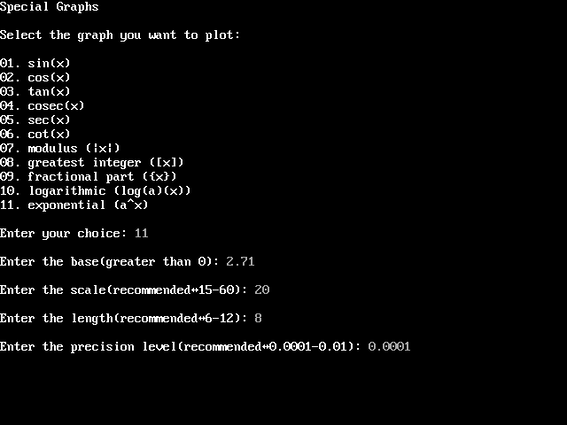 Special Graphs
Select the graph you want to plot:
01. sin(x)
02. cos(x)
03. tan(x)
04. cosec(x)
05. sec(x)
06. cot(x)
07. modulus (¦x¦)
08. greatest integer ([x])
09. fractional part ({x})
10. logarithmic (log(a)(x))
11. exponential (a^x)
Enter your choice: 11
Enter the base(greater than 0): 2.71
Enter the scale(recommended↔15-60): 20
Enter the length(recommended↔6-12): 8
Enter the precision level(recommended↔0.0001-0.01): 0.0001